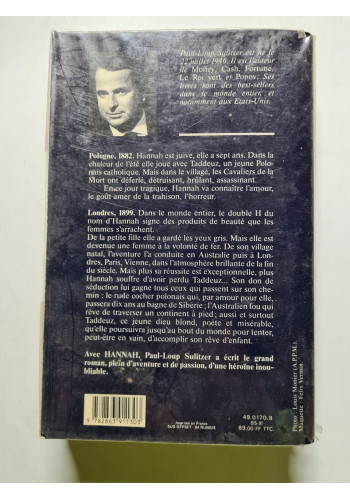 Paul-Loup Sulitzer est né le
22 juillet 1946. Il est l'auteur
de Money, Cash, Fortune,
Le Roi vert et Popov. Ses
livres sont des best-sellers
dans le monde entier, et
notamment aux Etats-Unis.
Pologne, 1882. Hannah est juive, elle a sept ans. Dans la
chaleur de l'été elle joue avec Taddeuz, un jeune Polo-
nais catholique. Mais dans le village, les Cavaliers de la
Mort ont déferlé, détruisant, brûlant, assassinant.
En ce jour tragique, Hannah va connaître l'amour, le
goût amer de la trahison, l'horreur.
Londres, 1899. Dans le monde entier, le double H du
nom d'Hannah signe des produits de beauté que les
femmes s'arrachent.
De la petite fille elle a gardé les yeux gris. Mais elle est
devenue une femme à la volonté de fer. De son village
natal, l'aventure l'a conduite en Australie puis à Lon-
dres, Paris, Vienne, dans l'atmosphère brillante de la fin
du siècle. Mais plus sa réussite est exceptionnelle, plus
Hannah souffre d'avoir perdu Taddeuz... Son don de
séduction lui gagne tous ceux qui passent sur son che-
min : le rude cocher polonais qui, par amour pour elle,
passera dix ans au bagne de Sibérie ; l'Australien fou qui
rêve de traverser un continent à pied ; aussi et surtout
Taddeuz, ce jeune dieu blond, poète et misérable,
qu'elle poursuivra jusqu'au bout du monde pour tenter,
peut-être en vain, d'accomplir son rêve d'enfant.
Avec HANNAH, Paul-Loup Sulitzer a écrit le grand
roman, plein d'aventure et de passion, d'une héroïne inou-
bliable.
9 782863 911303
Imprimé en France
49.0170.8
85-III
89,00 FF TTC.
Photo : Louis Monier (A.P.P.M.).
Maquette : Félix Vermot